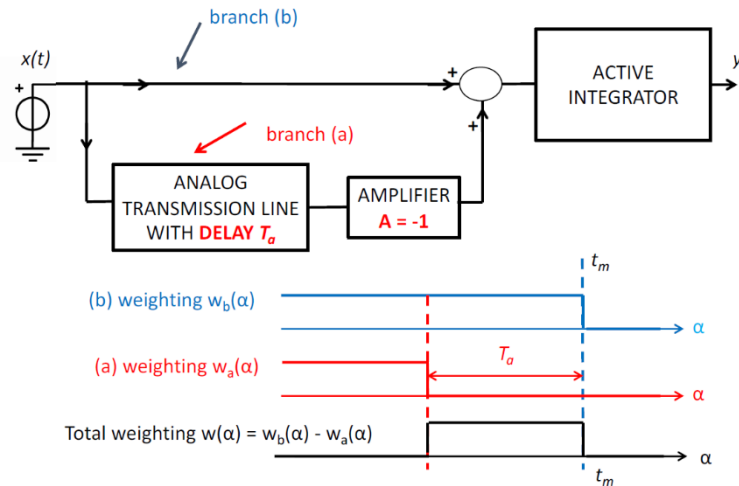 branch (b)
x(t)
+
+
+
ACTIVE
INTEGRATOR
y
branch (a)
ANALOG
TRANSMISSION LINE
WITH DELAY Ta
AMPLIFIER
A = -1
tm
(b) weighting wb(α)
α
(a) weighting wa(α)
Ta
α
Total weighting w(α) = wb(α) - wa(α)
α
tm